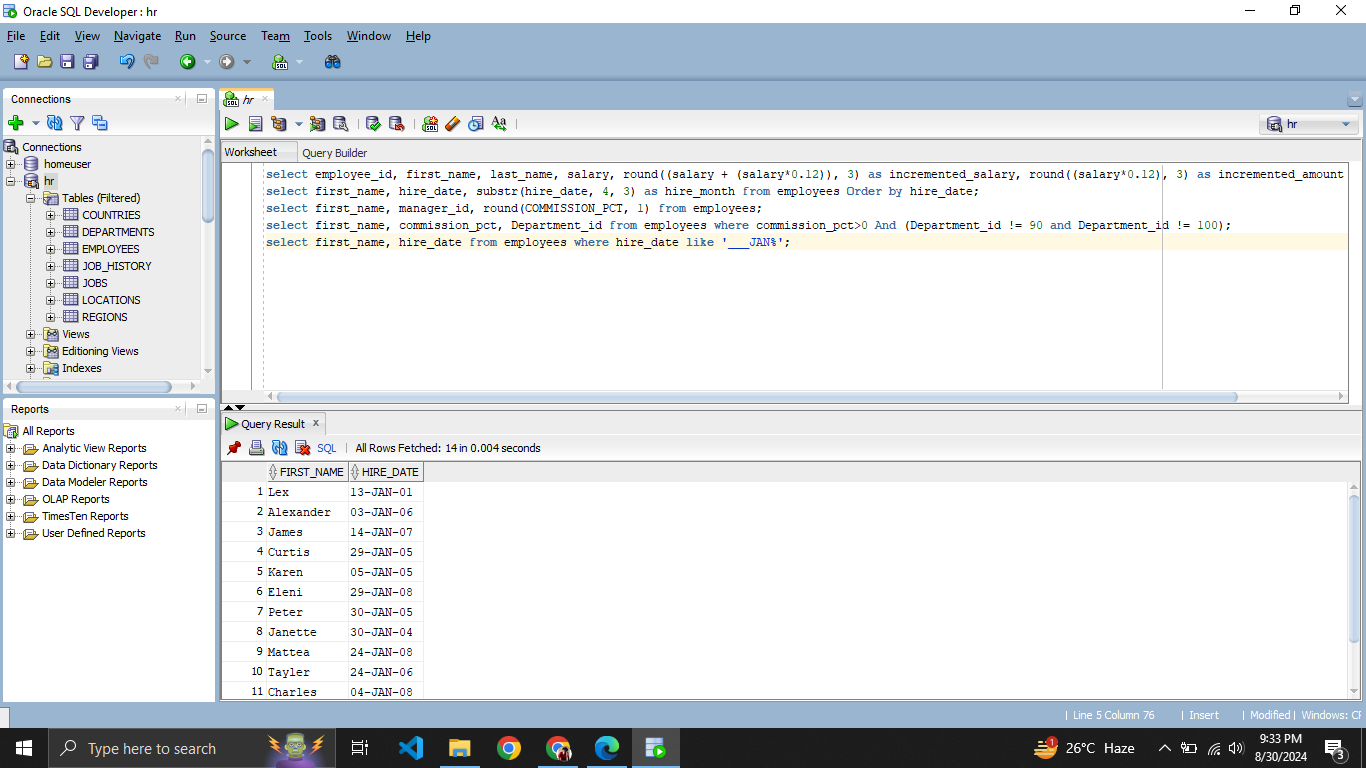 Oracle SQL Developer : hr
File Edit View Navigate Run Source Team Tools Window Help
Connections
Connections
homeuser
hr
Tables (Filtered)
COUNTRIES
DEPARTMENTS
EMPLOYEES
JOB_HISTORY
JOBS
LOCATIONS
REGIONS
Views
Editioning Views
Indexes
Reports
All Reports
Analytic View Reports
Data Dictionary Reports
Data Modeler Reports
OLAP Reports
TimesTen Reports
User Defined Reports
hr
hr
Worksheet Query Builder
select employee_id, first_name, last_name, salary, round((salary + (salary*0.12)), 3) as incremented_salary, round((salary*0.12), 3) as incremented_amount
select first_name, hire_date, substr(hire_date, 4, 3) as hire_month from employees Order by hire_date;
select first_name, manager_id, round(COMMISSION_PCT, 1) from employees;
select first_name, commission_pct, Department_id from employees where commission_pct>0 And (Department_id != 90 and Department_id != 100);
select first_name, hire_date from employees where hire_date like '___JAN%';
Query Result
SQL | All Rows Fetched: 14 in 0.004 seconds
FIRST_NAME HIRE_DATE
1 Lex 13-JAN-01
2 Alexander 03-JAN-06
3 James 14-JAN-07
4 Curtis 29-JAN-05
5 Karen 05-JAN-05
6 Eleni 29-JAN-08
7 Peter 30-JAN-05
8 Janette 30-JAN-04
9 Mattea 24-JAN-08
10 Tayler 24-JAN-06
11 Charles 04-JAN-08
| Line 5 Column 76 | Insert | Modified | Windows: CF
Type here to search
26°C Haze
9:33 PM
8/30/2024
3